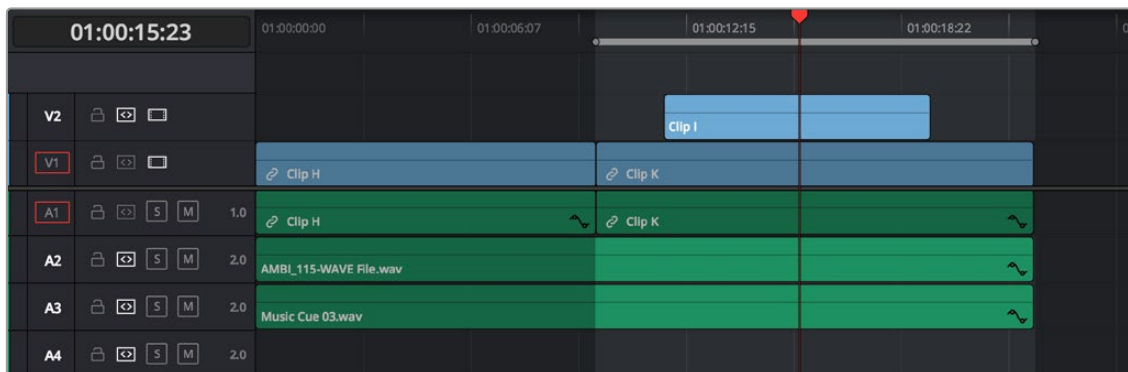 01:00:15:23
01:00:00:00 01:00:06:07 01:00:12:15 01:00:18:22
V2 Clip I
V1 Clip H Clip K
A1 S M 1.0 Clip H Clip K
A2 S M 2.0 AMBI_115-WAVE File.wav
A3 S M 2.0 Music Cue 03.wav
A4 S M 2.0